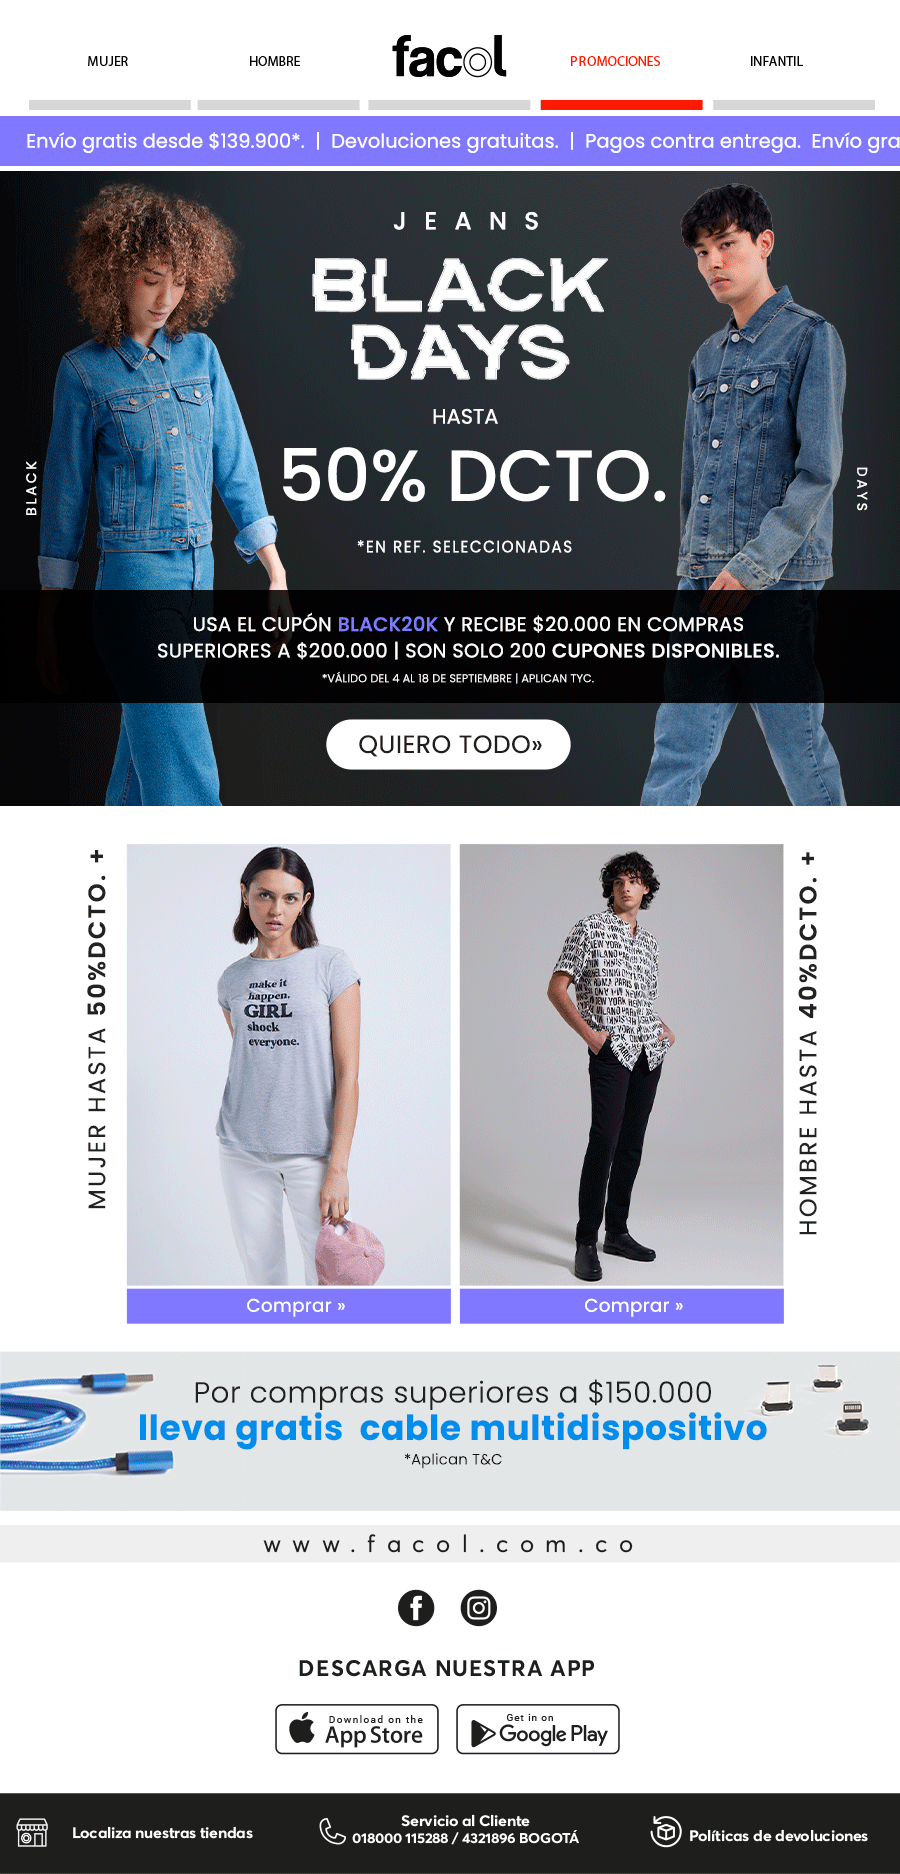 MUJER
HOMBRE
facol
PROMOCIONES
INFANTIL
Envío gratis desde $139.900*. | Devoluciones gratuitas. | Pagos contra entrega. Envío gra
JEANS
BLACK
DAYS
HASTA
50% DCTO.
*EN REF. SELECCIONADAS
BLACK
DAYS
USA EL CUPÓN BLACK20K Y RECIBE $20.000 EN COMPRAS
SUPERIORES A $200.000 | SON SOLO 200 CUPONES DISPONIBLES.
*VÁLIDO DEL 4 AL 18 DE SEPTIEMBRE | APLICAN TYC.
QUIERO TODO»
MUJER HASTA 50%DCTO. +
make it
happen.
GIRL
shock
everyone.
HOMBRE HASTA 40%DCTO. +
Comprar »
Comprar »
Por compras superiores a $150.000
lleva gratis cable multidispositivo
*Aplican T&C
www.facol.com.co
DESCARGA NUESTRA APP
Download on the
App Store
Get in on
Google Play
Localiza nuestras tiendas
Servicio al Cliente
018000 115288 / 4321896 BOGOTÁ
Políticas de devoluciones